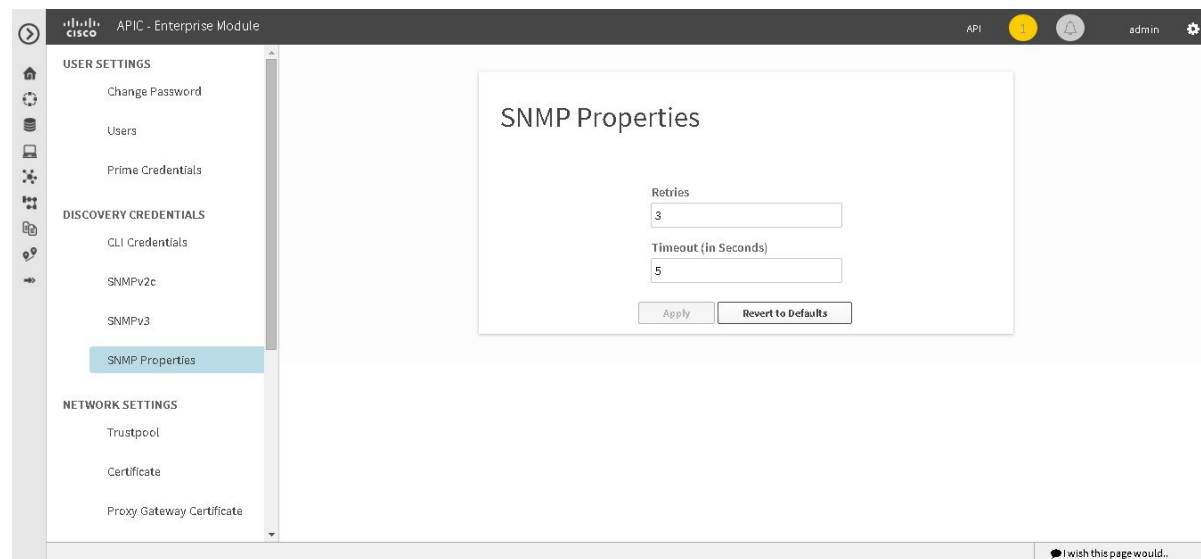 CISCO APIC - Enterprise Module
API
1
admin
USER SETTINGS
Change Password
Users
Prime Credentials
DISCOVERY CREDENTIALS
CLI Credentials
SNMPv2c
SNMPv3
SNMP Properties
NETWORK SETTINGS
Trustpool
Certificate
Proxy Gateway Certificate
SNMP Properties
Retries
3
Timeout (in Seconds)
5
Apply
Revert to Defaults
I wish this page would..